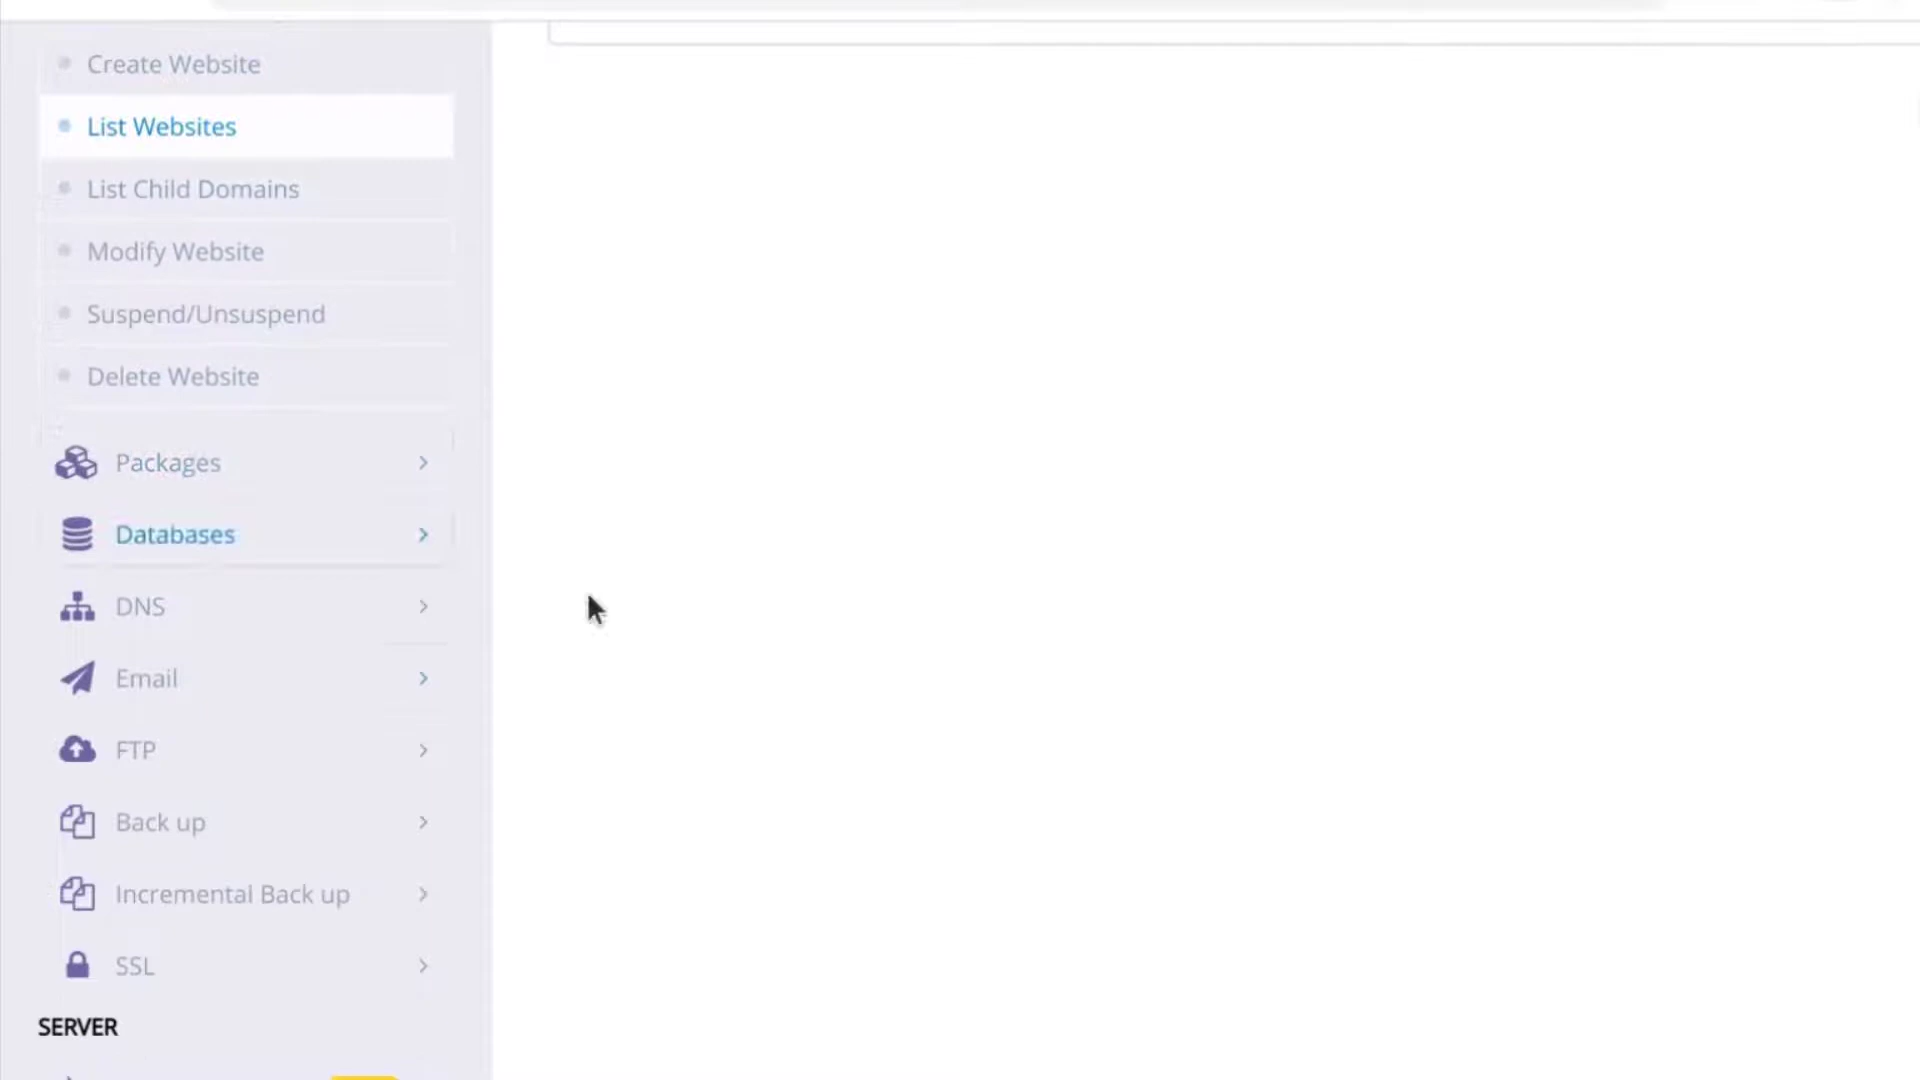 Create Website
List Websites
List Child Domains
Modify Website
Suspend/Unsuspend
Delete Website
Packages
Databases
DNS
Email
FTP
Back up
Incremental Back up
SSL
SERVER